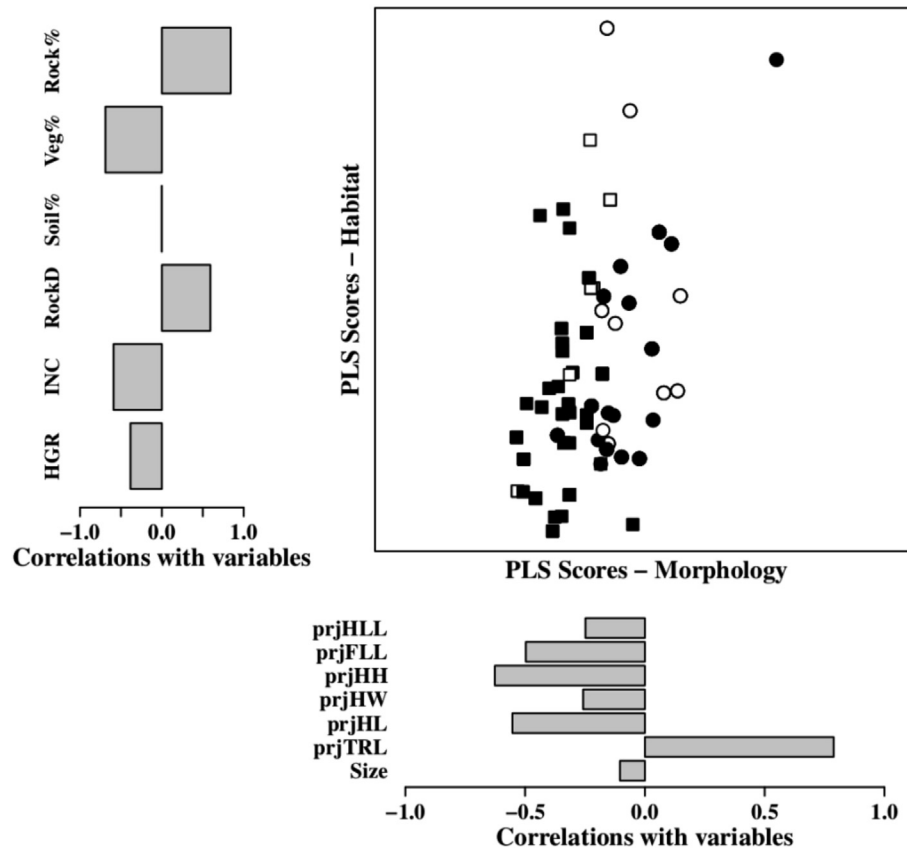 Rock%
Veg%
Soil%
RockD
INC
HGR
−1.0 0.0 1.0
Correlations with variables
PLS Scores – Habitat
PLS Scores – Morphology
prjHLL
prjFLL
prjHH
prjHW
prjHL
prjTRL
Size
−1.0 −0.5 0.0 0.5 1.0
Correlations with variables